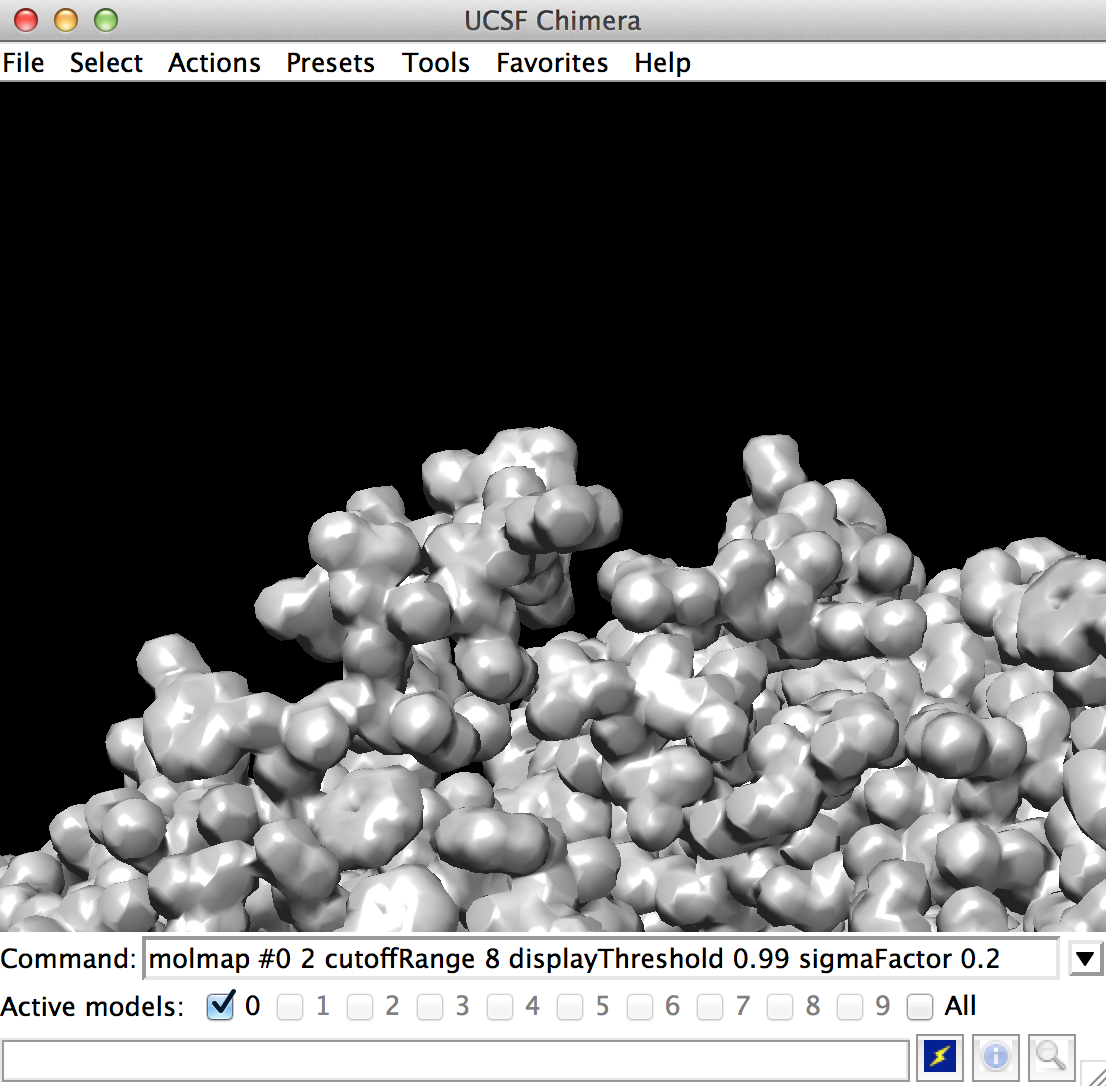 UCSF Chimera
File Select Actions Presets Tools Favorites Help
Command: molmap #0 2 cutoffRange 8 displayThreshold 0.99 sigmaFactor 0.2
Active models: 0 1 2 3 4 5 6 7 8 9 All